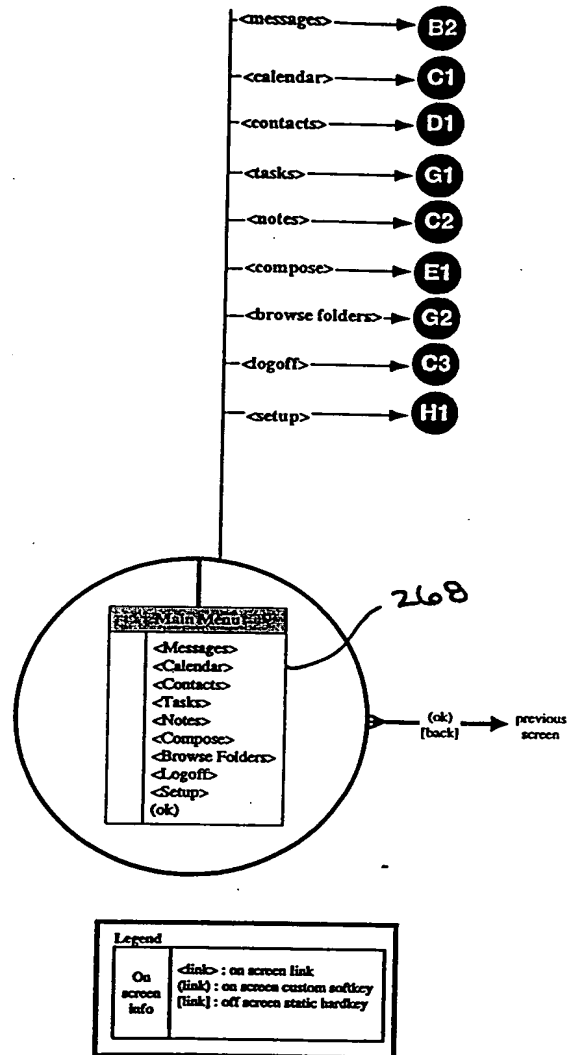 <messages> B2
<calendar> C1
<contacts> D1
<tasks> G1
<notes> C2
<compose> E1
<browse folders> G2
<logoff> C3
<setup> H1
268
Main Menu
<Messages>
<Calendar>
<Contacts>
<Tasks>
<Notes>
<Compose>
<Browse Folders>
<Logoff>
<Setup>
(ok)
(ok)
[back]
previous
screen
Legend
On
screen
info
<link> : on screen link
(link) : on screen custom softkey
[link] : off screen static hardkey